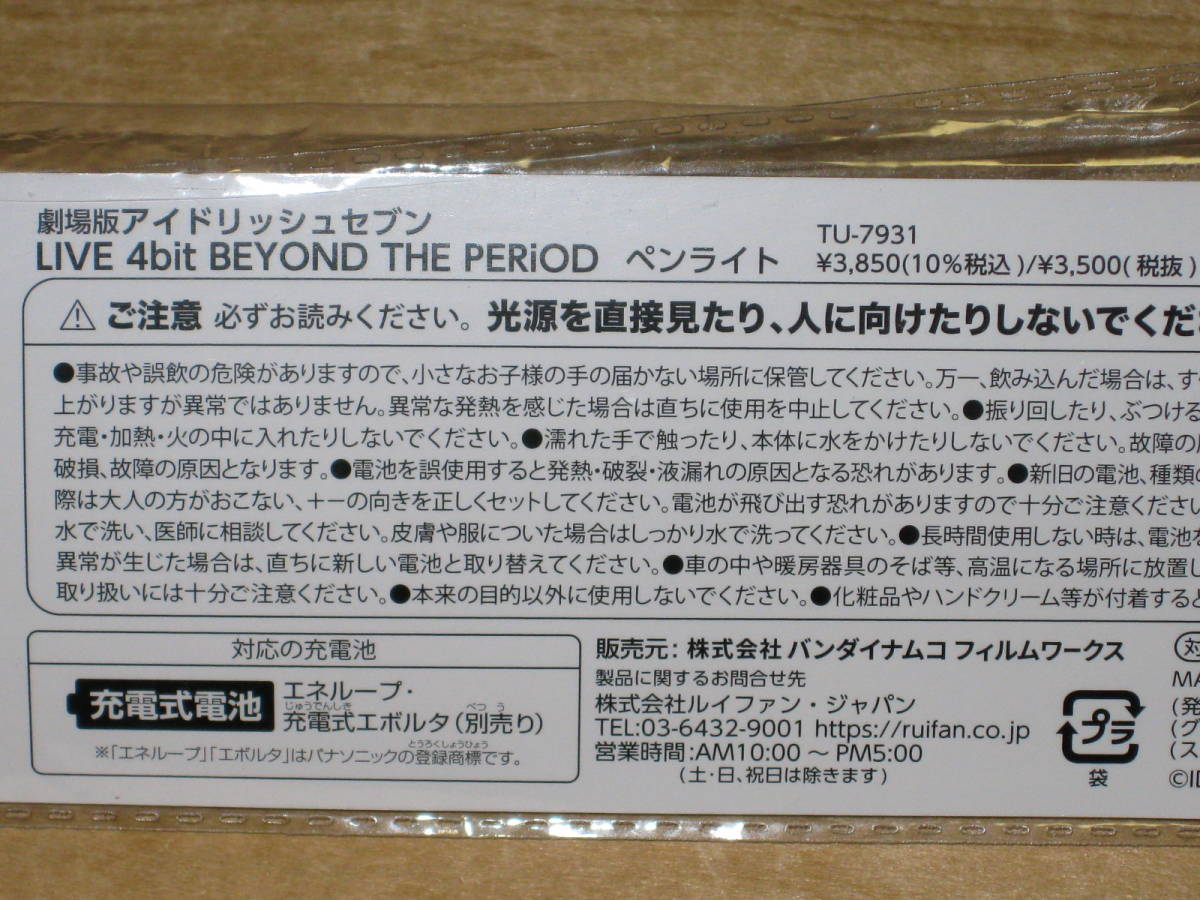 劇場版アイドリッシュセブン
LIVE 4bit BEYOND THE PERiOD ペンライト
TU-7931
¥3,850(10%税込)/¥3,500(税抜)
⚠ ご注意 必ずお読みください。光源を直接見たり、人に向けたりしないでくだ
●事故や誤飲の危険がありますので、小さなお子様の手の届かない場所に保管してください。万一、飲み込んだ場合は、す
上がりますが異常ではありません。異常な発熱を感じた場合は直ちに使用を中止してください。●振り回したり、ぶつける
充電・加熱・火の中に入れたりしないでください。●濡れた手で触ったり、本体に水をかけたりしないでください。故障の
破損、故障の原因となります。●電池を誤使用すると発熱・破裂・液漏れの原因となる恐れがあります。●新旧の電池、種類の
際は大人の方がおこない、+−の向きを正しくセットしてください。電池が飛び出す恐れがありますので十分ご注意くださ
水で洗い、医師に相談してください。皮膚や服についた場合はしっかり水で洗ってください。●長時間使用しない時は、電池を
異常が生じた場合は、直ちに新しい電池と取り替えてください。●車の中や暖房器具のそば等、高温になる場所に放置し
取り扱いには十分ご注意ください。●本来の目的以外に使用しないでください。●化粧品やハンドクリーム等が付着すると
対応の充電池
充電式電池
エネループ・
じゅうでんしき べつ う
充電式エボルタ(別売り)
とうろくしょうひょう
※「エネループ」「エボルタ」はパナソニックの登録商標です。
販売元：株式会社 バンダイナムコ フィルムワークス
製品に関するお問合せ先
株式会社ルイファン・ジャパン
TEL:03-6432-9001 https://ruifan.co.jp
営業時間:AM10:00 ～ PM5:00
(土・日、祝日は除きます)
プラ
袋
対
MA
(発
(ク
(ス
©ID